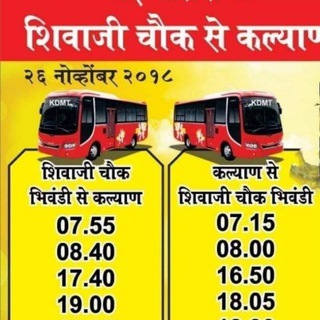 शिवाजी चौक से कल्याण
२६ नोव्होंबर २०१८
KDMT
KDMT
शिवाजी चौक
भिवंडी से कल्याण
07.55
08.40
17.40
19.00
कल्याण से
शिवाजी चौक भिवंडी
07.15
08.00
16.50
18.05